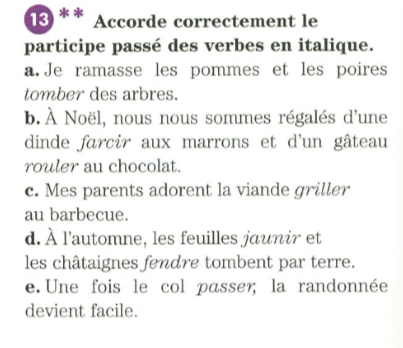 13 ** Accorde correctement le
participe passé des verbes en italique.
a. Je ramasse les pommes et les poires
tomber des arbres.
b. À Noël, nous nous sommes régalés d'une
dinde farcir aux marrons et d'un gâteau
rouler au chocolat.
c. Mes parents adorent la viande griller
au barbecue.
d. À l'automne, les feuilles jaunir et
les châtaignes fendre tombent par terre.
e. Une fois le col passer, la randonnée
devient facile.